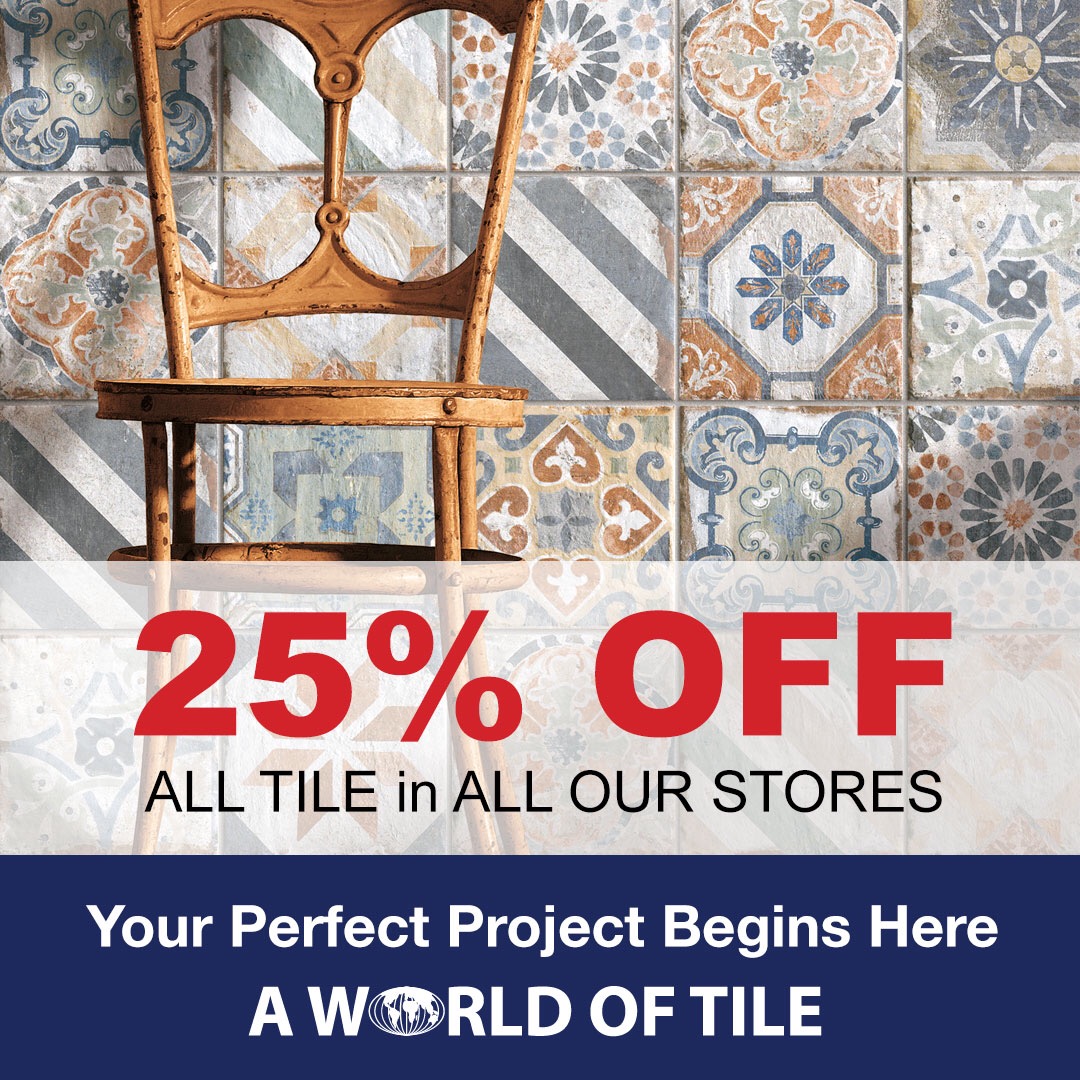 25% OFF
ALL TILE in ALL OUR STORES
Your Perfect Project Begins Here
A WORLD OF TILE